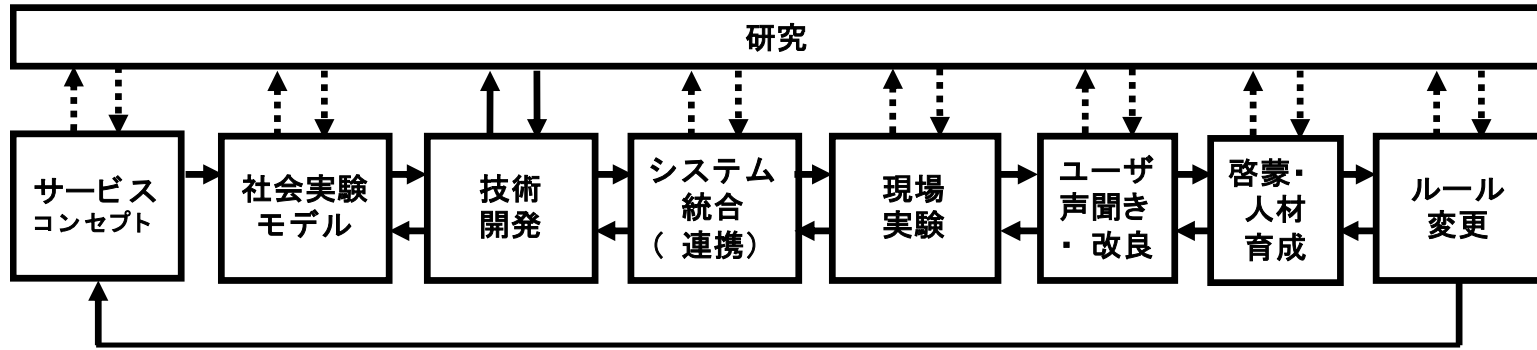 研究
サービス
コンセプト
社会実験
モデル
技術
開発
システム
統合
（ 連携）
現場
実験
ユーザ
声聞き
・ 改良
啓蒙・
人材
育成
ルール
変更